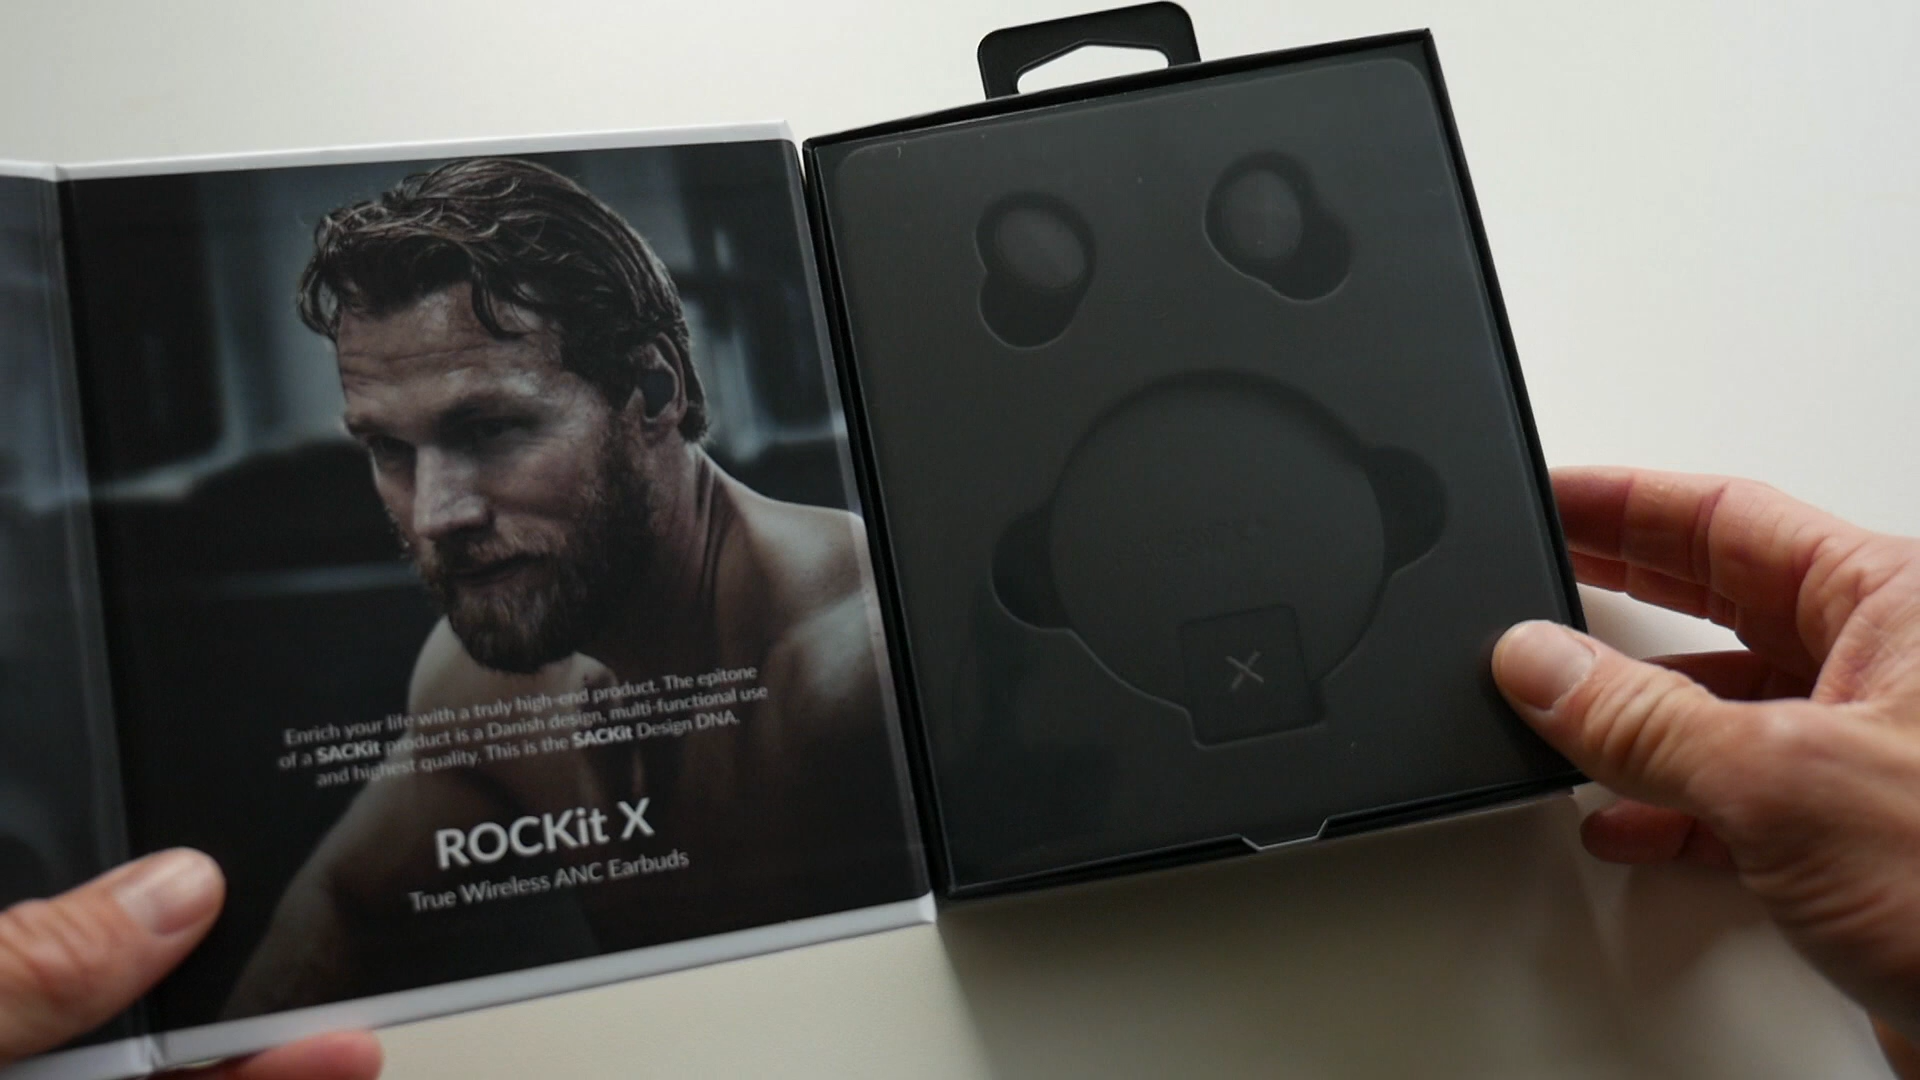 Enrich your life with a truly high-end product. The epitone
of a SACKit product is a Danish design, multi-functional use
and highest quality. This is the SACKit Design DNA.
ROCKit X
True Wireless ANC Earbuds
X